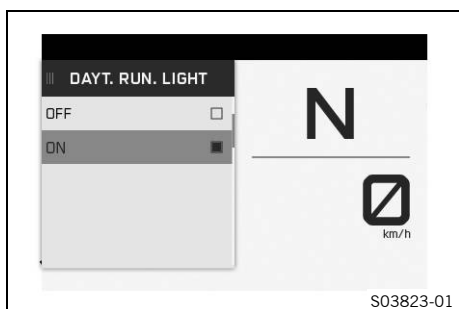 DAYT. RUN. LIGHT
OFF
ON
N
0
km/h
S03823-01